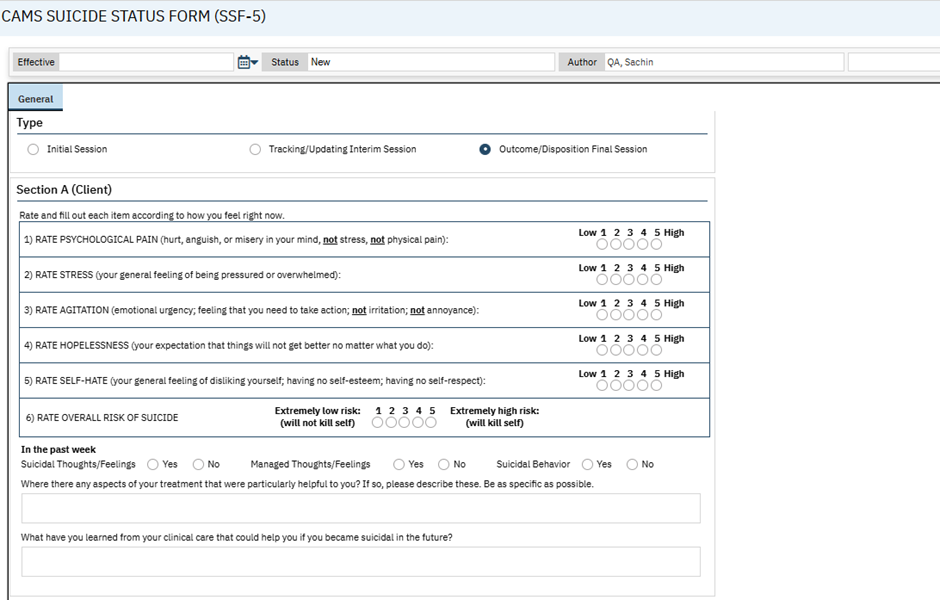 CAMS SUICIDE STATUS FORM (SSF-5)
Effective Status New Author QA, Sachin
General
Type
Initial Session Tracking/Updating Interim Session Outcome/Disposition Final Session
Section A (Client)
Rate and fill out each item according to how you feel right now.
Low 1 2 3 4 5 High
1) RATE PSYCHOLOGICAL PAIN (hurt, anguish, or misery in your mind, not stress, not physical pain):
Low 1 2 3 4 5 High
2) RATE STRESS (your general feeling of being pressured or overwhelmed):
Low 1 2 3 4 5 High
3) RATE AGITATION (emotional urgency; feeling that you need to take action; not irritation; not annoyance):
Low 1 2 3 4 5 High
4) RATE HOPELESSNESS (your expectation that things will not get better no matter what you do):
Low 1 2 3 4 5 High
5) RATE SELF-HATE (your general feeling of disliking yourself; having no self-esteem; having no self-respect):
Extremely low risk: 1 2 3 4 5 Extremely high risk:
6) RATE OVERALL RISK OF SUICIDE
(will not kill self) (will kill self)
In the past week
Suicidal Thoughts/Feelings Yes No Managed Thoughts/Feelings Yes No Suicidal Behavior Yes No
Where there any aspects of your treatment that were particularly helpful to you? If so, please describe these. Be as specific as possible.
What have you learned from your clinical care that could help you if you became suicidal in the future?